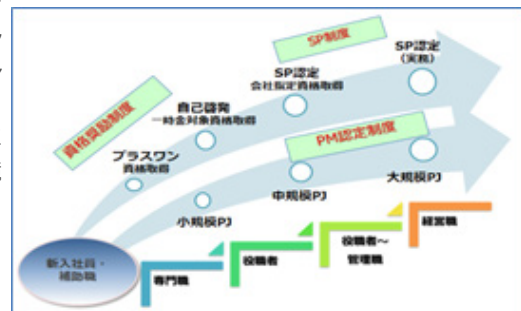 SP制度
SP認定
(実務)
SP認定
会社指定資格取得
資格奨励制度
自己啓発
一時金対象資格取得
PM認定制度
プラスワン
資格取得
大規模PJ
中規模PJ
小規模PJ
新入社員・
補助職
専門職
役職者
役職者~
管理職
経営職